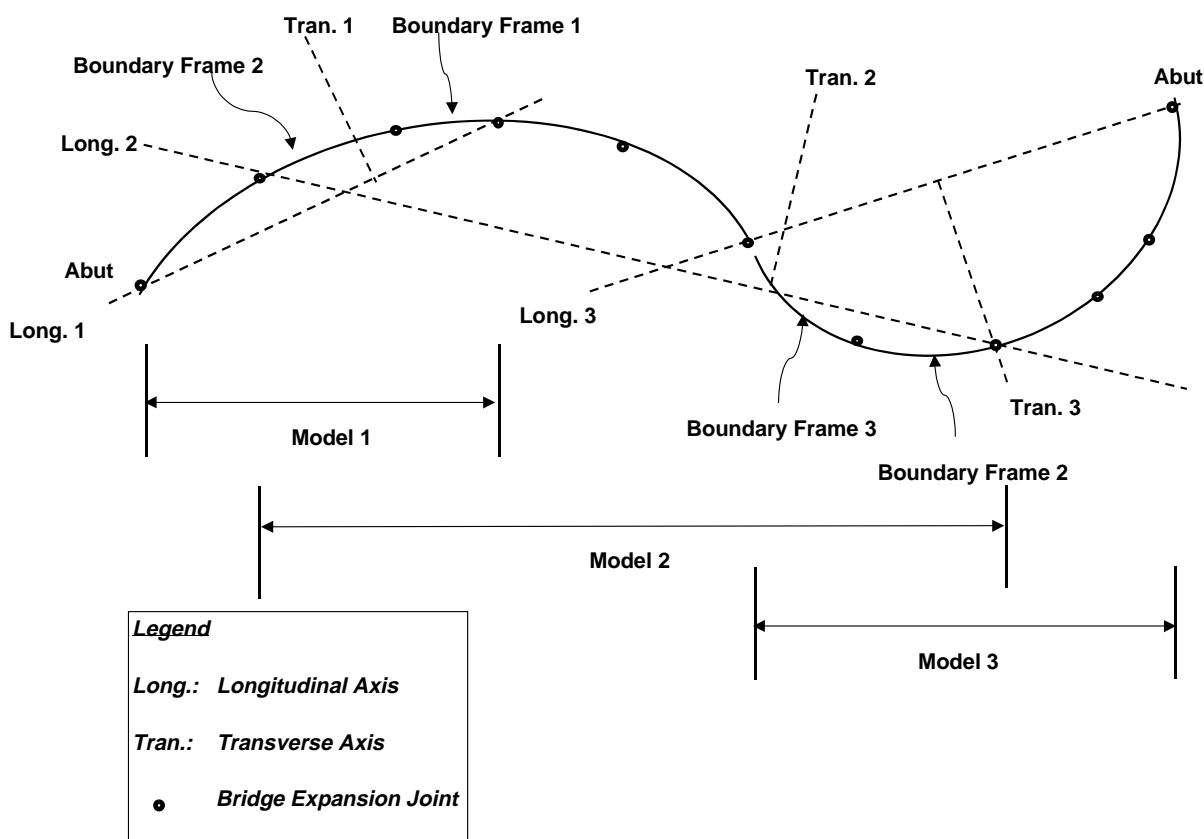 Tran. 1
Boundary Frame 1
Boundary Frame 2
Tran. 2
Abut
Long. 2
Abut
Long. 1
Long. 3
Tran. 3
Boundary Frame 3
Model 1
Boundary Frame 2
Model 2
Model 3
Legend
Long.: Longitudinal Axis
Tran.: Transverse Axis
Bridge Expansion Joint